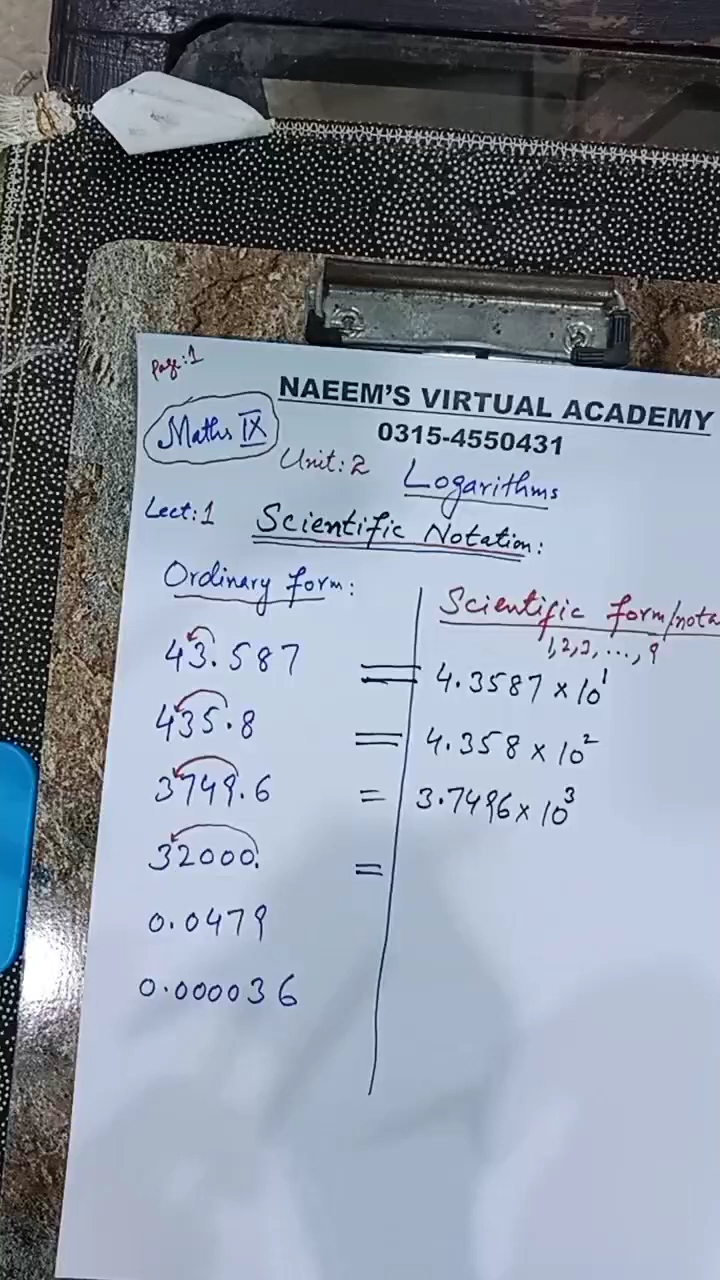 Page:1
NAEEM'S VIRTUAL ACADEMY
Maths IX
0315-4550431
Unit:2 Logarithms
Lect:1 Scientific Notation:
Ordinary form:
Scientific form/nota
1,2,3,...,9
43.587 = 4.3587 × 10¹
435.8 = 4.358 × 10²
3749.6 = 3.7496 × 10³
32000. =
0.0479
0.000036